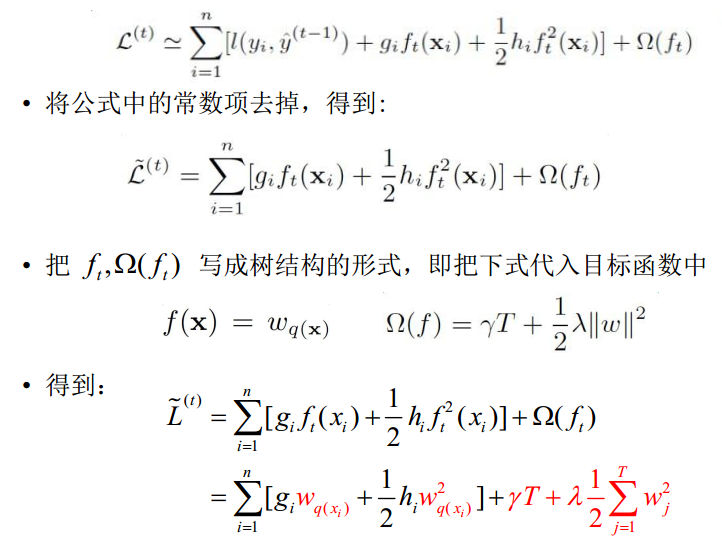 $\mathcal{L}^{(t)} \simeq \sum_{i=1}^{n} [l(y_i, \hat{y}^{(t-1)}) + g_i f_t(\mathbf{x}_i) + \frac{1}{2} h_i f_t^2(\mathbf{x}_i)] + \Omega(f_t)$
• 将公式中的常数项去掉，得到:
$\tilde{\mathcal{L}}^{(t)} = \sum_{i=1}^{n} [g_i f_t(\mathbf{x}_i) + \frac{1}{2} h_i f_t^2(\mathbf{x}_i)] + \Omega(f_t)$
• 把 $f_t, \Omega(f_t)$ 写成树结构的形式，即把下式代入目标函数中
$f(\mathbf{x}) = w_{q(\mathbf{x})} \quad \Omega(f) = \gamma T + \frac{1}{2} \lambda \|w\|^2$
• 得到：
$\tilde{L}^{(t)} = \sum_{i=1}^{n} [g_i f_t(x_i) + \frac{1}{2} h_i f_t^2(x_i)] + \Omega(f_t)$
$= \sum_{i=1}^{n} [g_i w_{q(x_i)} + \frac{1}{2} h_i w_{q(x_i)}^2] + \gamma T + \lambda \frac{1}{2} \sum_{j=1}^{T} w_j^2$